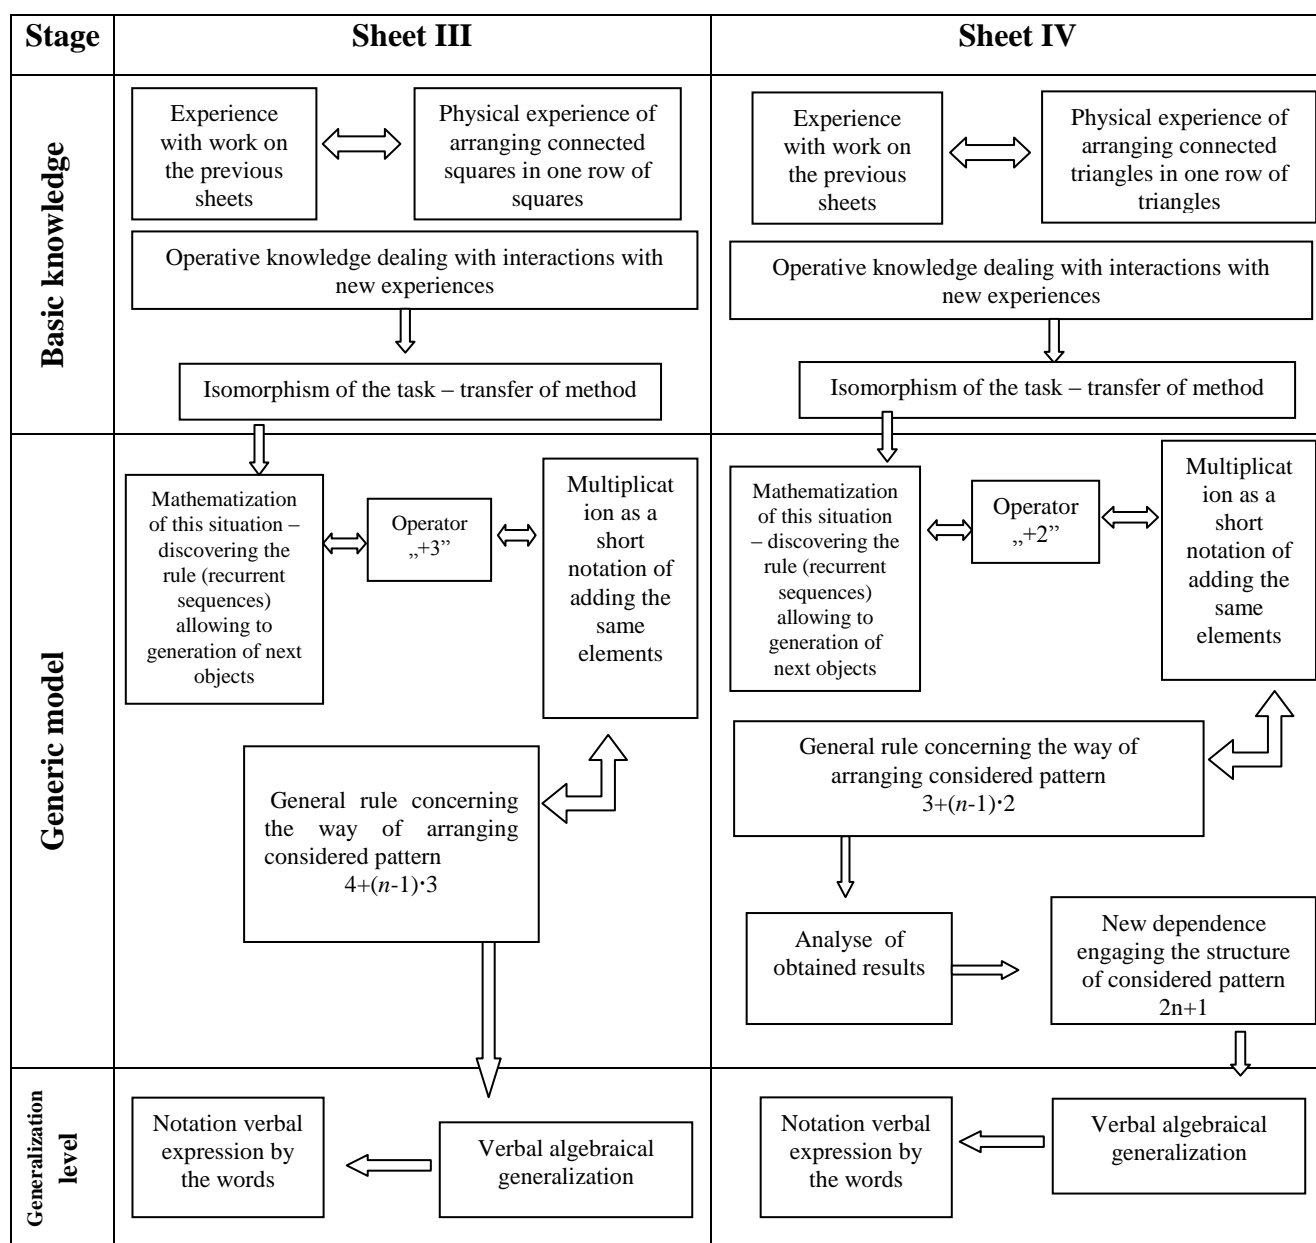 Stage
Sheet III
Sheet IV
Basic knowledge
Experience
with work on
the previous
sheets
Physical experience of
arranging connected
squares in one row of
squares
Operative knowledge dealing with interactions with
new experiences
Isomorphism of the task – transfer of method
Experience
with work on
the previous
sheets
Physical experience of
arranging connected
triangles in one row of
triangles
Operative knowledge dealing with interactions with
new experiences
Isomorphism of the task – transfer of method
Generic model
Mathematization
of this situation –
discovering the
rule (recurrent
sequences)
allowing to
generation of next
objects
Operator
„+3”
Multiplicat
ion as a
short
notation of
adding the
same
elements
General rule concerning
the way of arranging
considered pattern
4+(n-1)·3
Mathematization
of this situation
– discovering the
rule (recurrent
sequences)
allowing to
generation of
next objects
Operator
„+2”
Multiplicat
ion as a
short
notation of
adding the
same
elements
General rule concerning the way of
arranging considered pattern
3+(n-1)·2
Analyse of
obtained results
New dependence
engaging the structure
of considered pattern
2n+1
Generalization
level
Notation verbal
expression by
the words
Verbal algebraical
generalization
Notation verbal
expression by
the words
Verbal algebraical
generalization